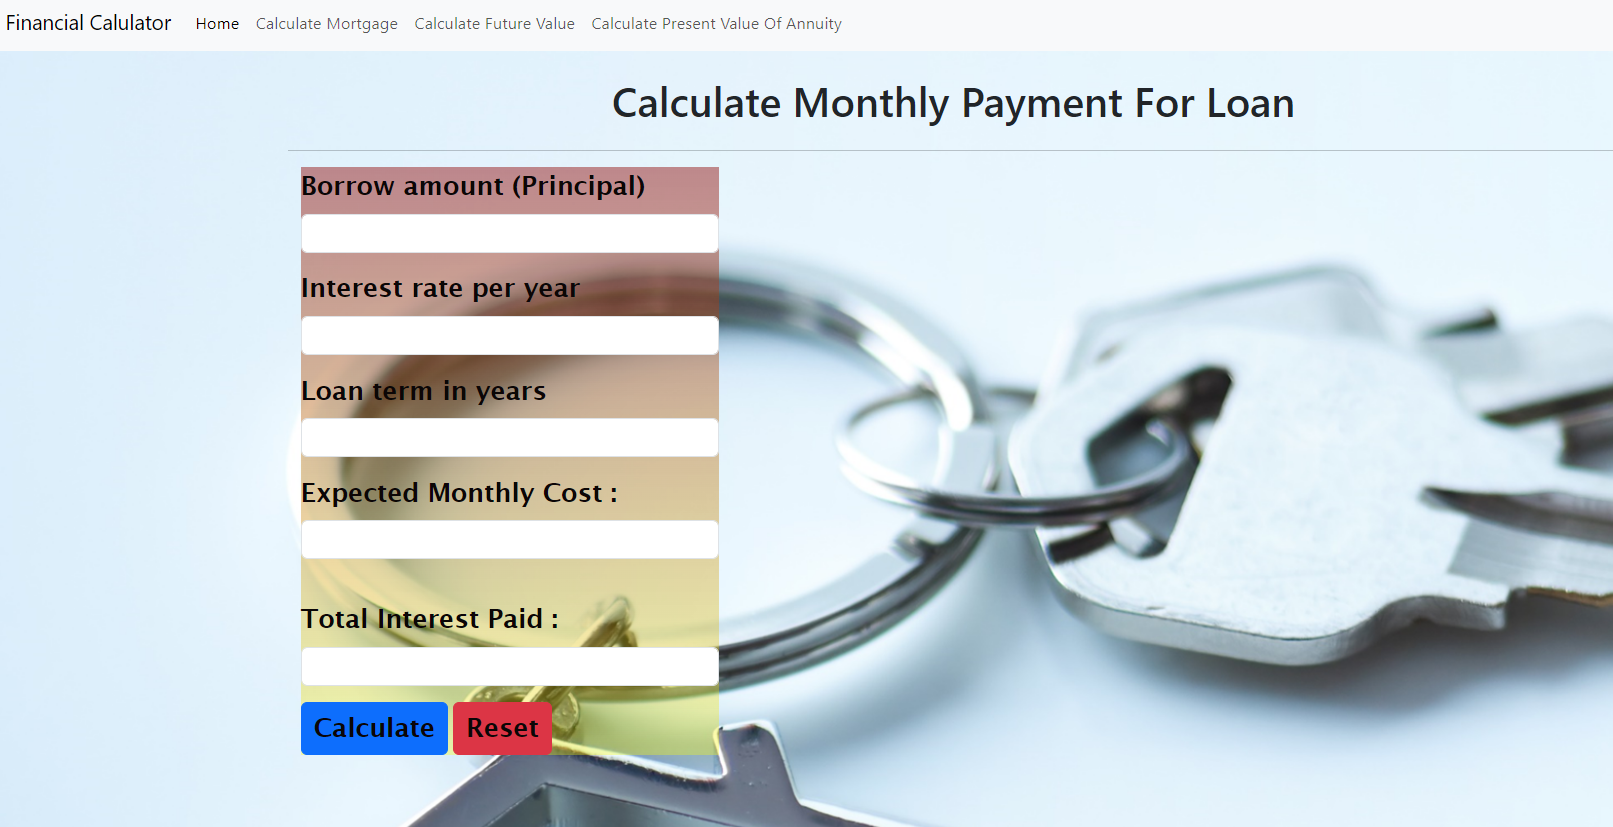 Financial Calulator Home Calculate Mortgage Calculate Future Value Calculate Present Value Of Annuity
Calculate Monthly Payment For Loan
Borrow amount (Principal)
Interest rate per year
Loan term in years
Expected Monthly Cost :
Total Interest Paid :
Calculate Reset